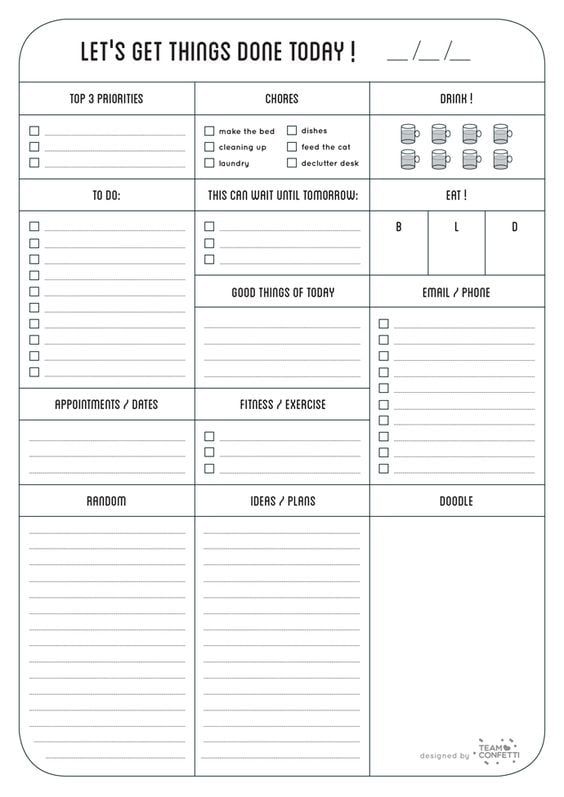 LET'S GET THINGS DONE TODAY! __/__/__
TOP 3 PRIORITIES
CHORES
make the bed
cleaning up
laundry
dishes
feed the cat
declutter desk
DRINK!
TO DO:
THIS CAN WAIT UNTIL TOMORROW:
EAT!
B L D
GOOD THINGS OF TODAY
EMAIL / PHONE
APPOINTMENTS / DATES
FITNESS / EXERCISE
RANDOM
IDEAS / PLANS
DOODLE
designed by
TEAM
CONFETTI